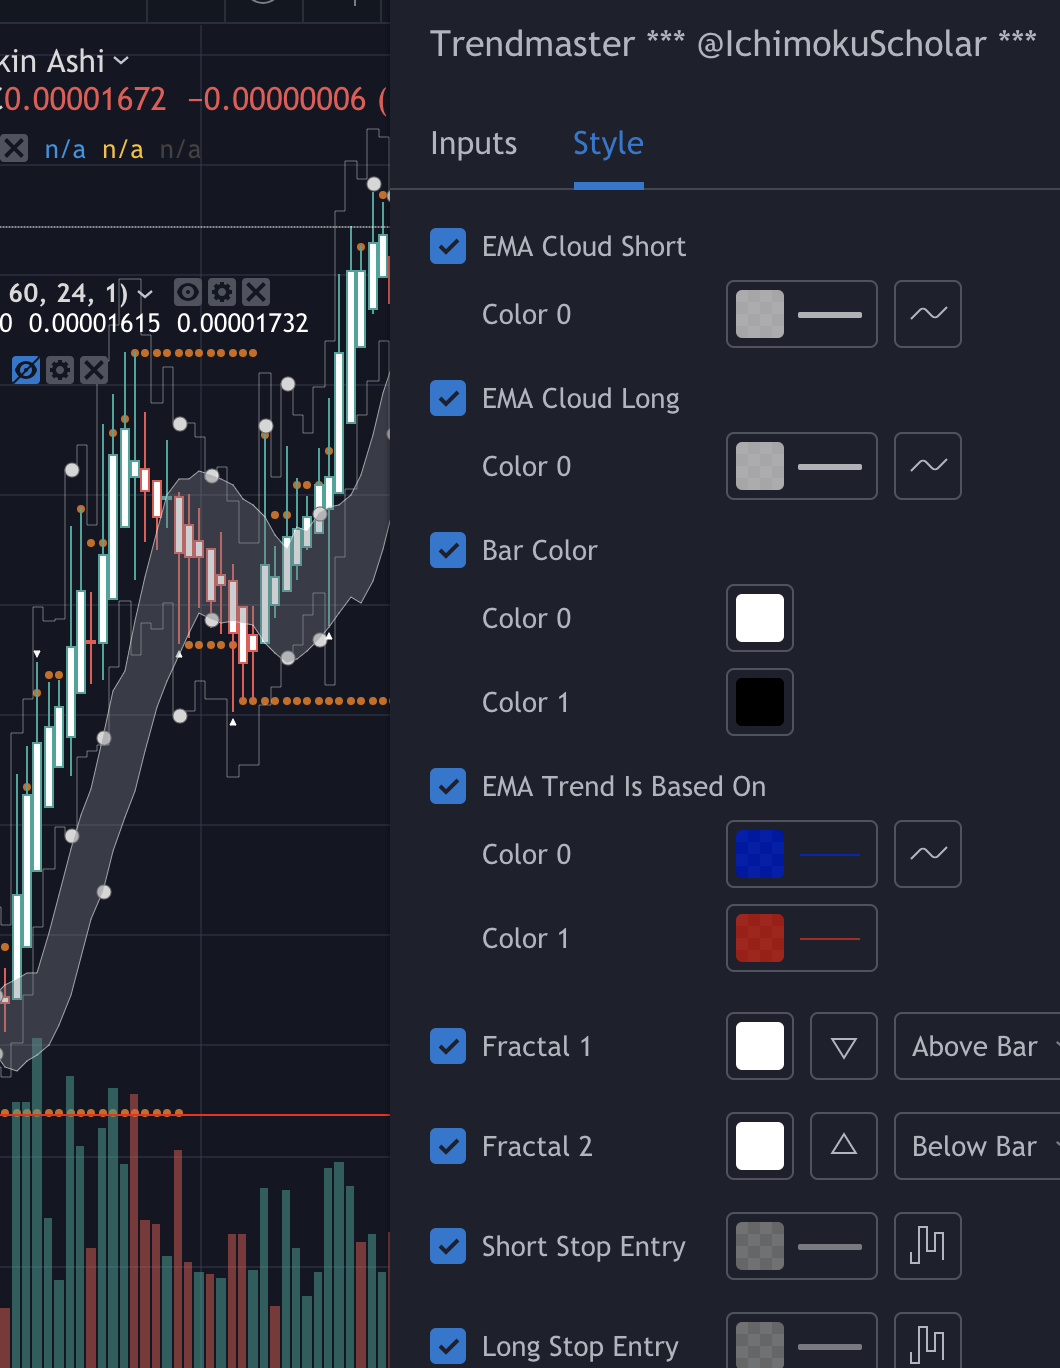 kin Ashi
C0.00001672 −0.00000006 (
n/a n/a n/a
60, 24, 1)
0 0.00001615 0.00001732
Trendmaster *** @IchimokuScholar ***
Inputs Style
EMA Cloud Short
Color 0
EMA Cloud Long
Color 0
Bar Color
Color 0
Color 1
EMA Trend Is Based On
Color 0
Color 1
Fractal 1 Above Bar
Fractal 2 Below Bar
Short Stop Entry
Long Stop Entry